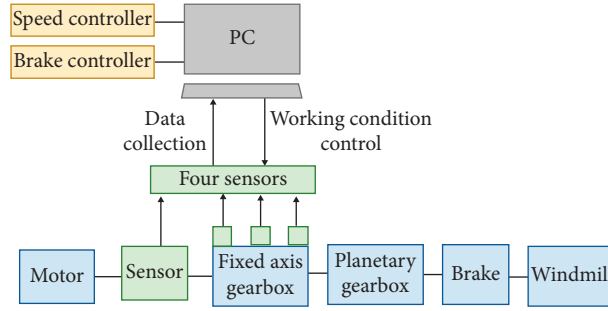 Speed controller
PC
Brake controller
Data
collection
Working condition
control
Four sensors
Motor
Sensor
Fixed axis
gearbox
Planetary
gearbox
Brake
Windmill